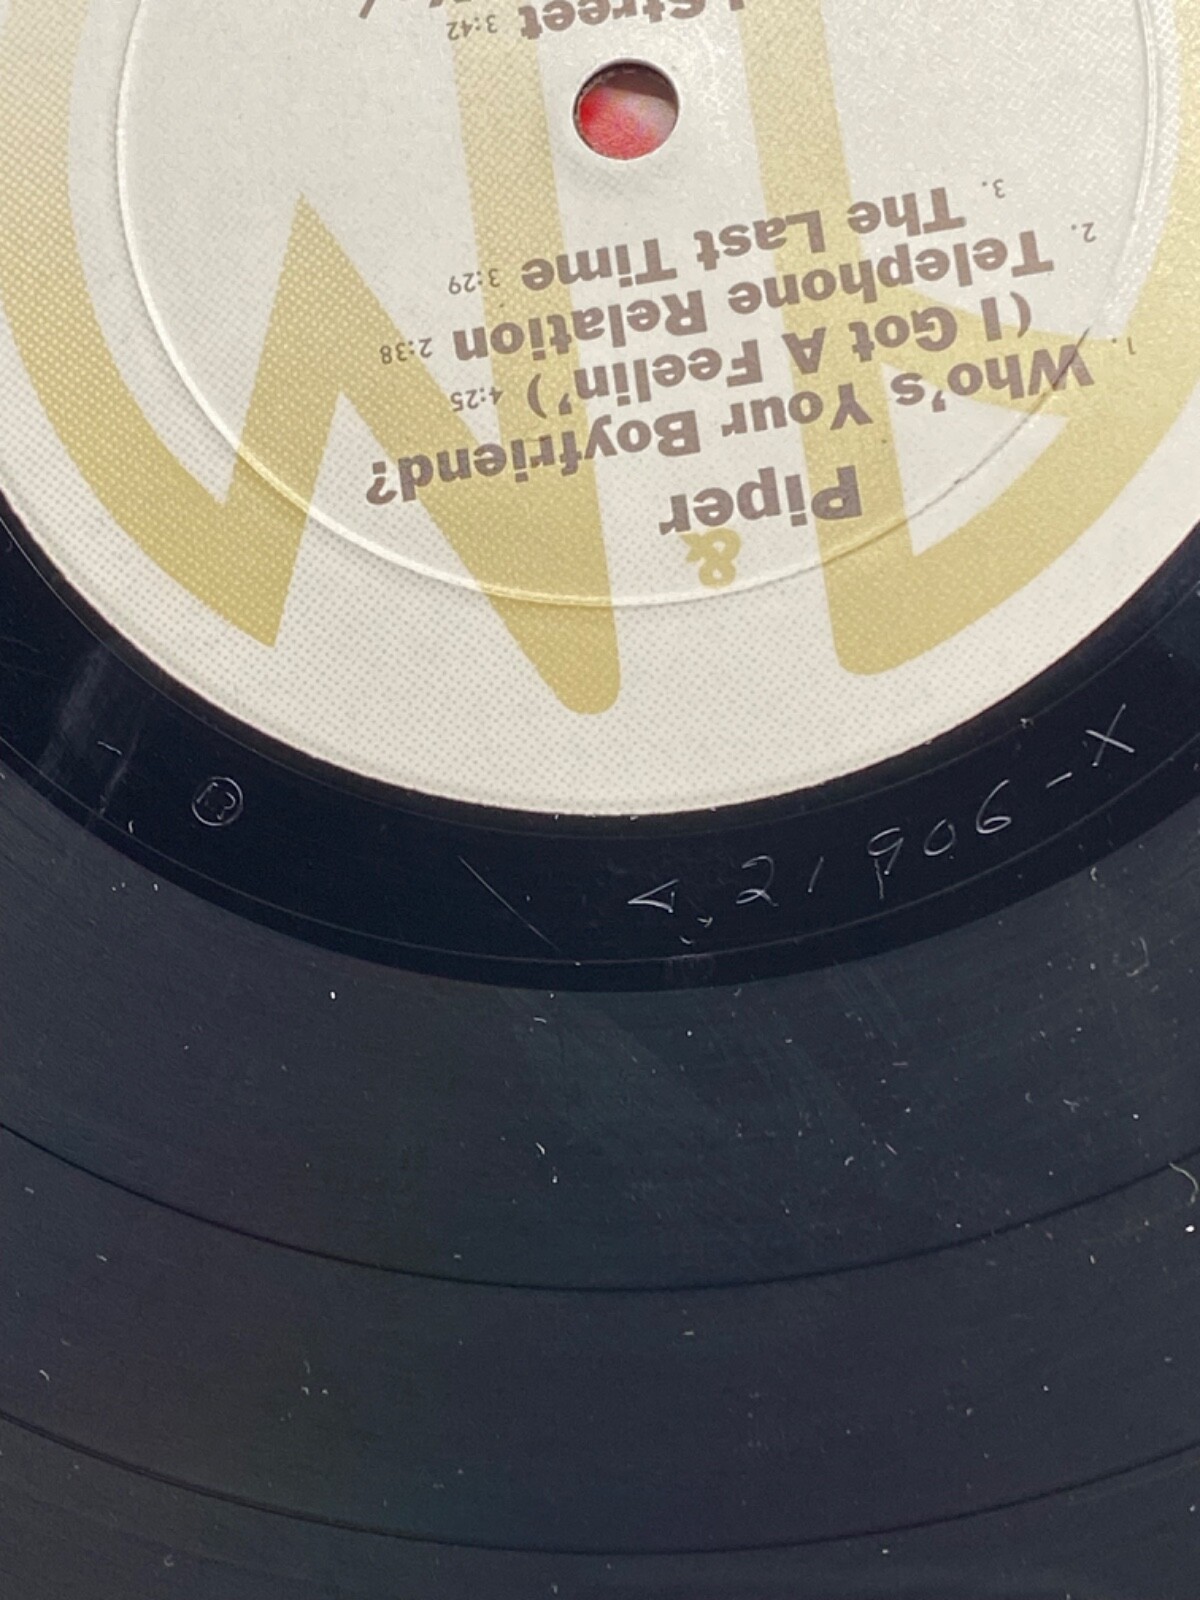 &
Piper
1. Who's Your Boyfriend?
(I Got A Feelin') 4:25
2. Telephone Relation 2:38
3. The Last Time 3:29
Street 3:42
21906-X
R